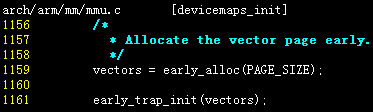 arch/arm/mm/mmu.c [devicemaps_init]
1156 /*
1157 * Allocate the vector page early.
1158 */
1159 vectors = early_alloc(PAGE_SIZE);
1160
1161 early_trap_init(vectors);